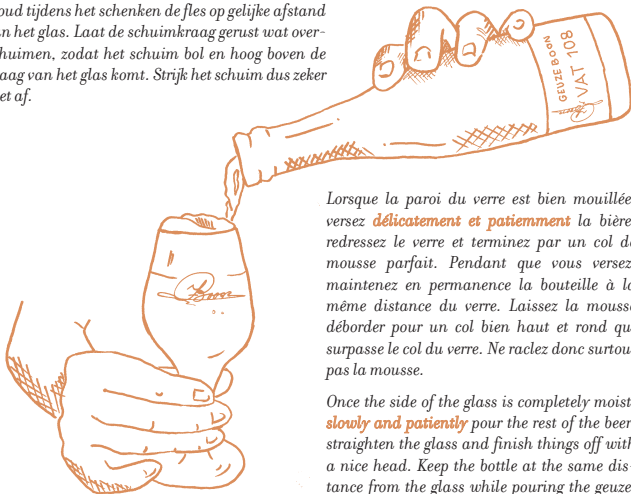 oud tijdens het schenken de fles op gelijke afstand
n het glas. Laat de schuimkraag gerust wat over-
huimen, zodat het schuim bol en hoog boven de
aag van het glas komt. Strijk het schuim dus zeker
et af.
GEUZE BOON
VAT 108
Boon
Lorsque la paroi du verre est bien mouillée
versez délicatement et patiemment la bière
redressez le verre et terminez par un col d
mousse parfait. Pendant que vous versez
maintenez en permanence la bouteille à la
même distance du verre. Laissez la mousse
déborder pour un col bien haut et rond qu
surpasse le col du verre. Ne raclez donc surtou
pas la mousse.
Once the side of the glass is completely moist
slowly and patiently pour the rest of the beer
straighten the glass and finish things off with
a nice head. Keep the bottle at the same dis
tance from the glass while pouring the geuze